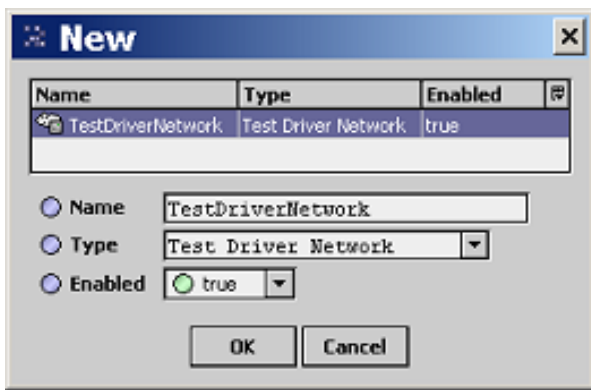 New
Name Type Enabled
TestDriverNetwork Test Driver Network true
Name TestDriverNetwork
Type Test Driver Network
Enabled true
OK Cancel